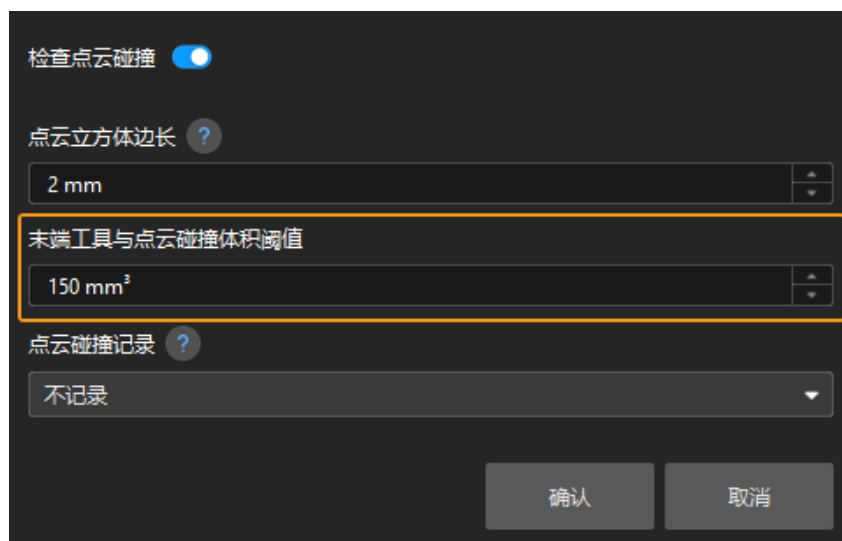 检查点云碰撞
点云立方体边长 ?
2 mm
末端工具与点云碰撞体积阈值
150 mm³
点云碰撞记录 ?
不记录
确认 取消